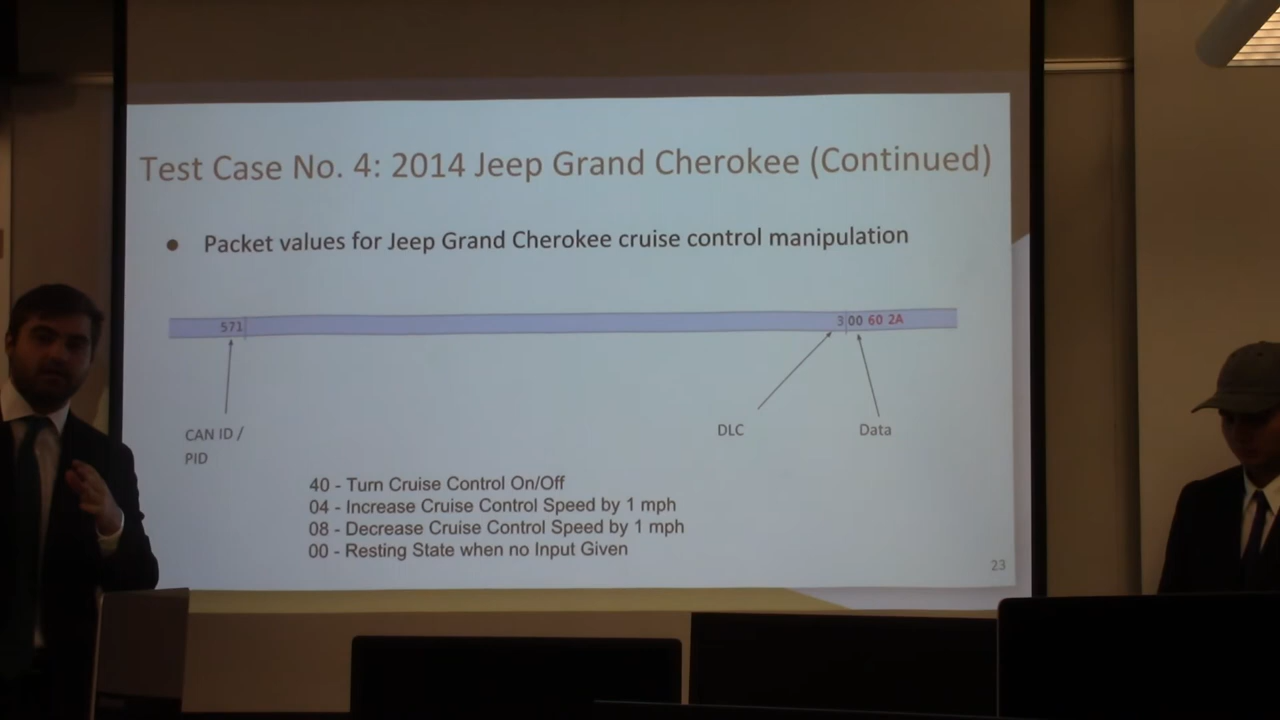 Test Case No. 4: 2014 Jeep Grand Cherokee (Continued)
● Packet values for Jeep Grand Cherokee cruise control manipulation
571 3 00 60 2A
CAN ID /
PID
DLC
Data
40 - Turn Cruise Control On/Off
04 - Increase Cruise Control Speed by 1 mph
08 - Decrease Cruise Control Speed by 1 mph
00 - Resting State when no Input Given
23